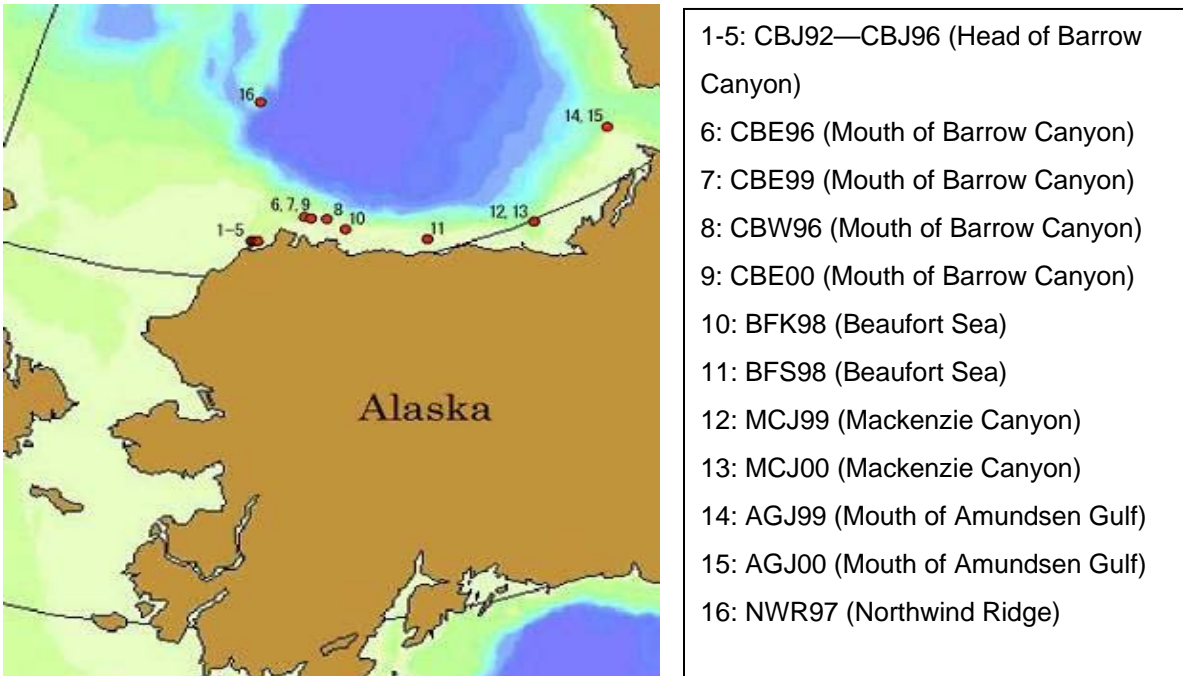 16
14, 15
6, 7, 9
8
10
12, 13
11
1–5
Alaska
1-5: CBJ92—CBJ96 (Head of Barrow
Canyon)
6: CBE96 (Mouth of Barrow Canyon)
7: CBE99 (Mouth of Barrow Canyon)
8: CBW96 (Mouth of Barrow Canyon)
9: CBE00 (Mouth of Barrow Canyon)
10: BFK98 (Beaufort Sea)
11: BFS98 (Beaufort Sea)
12: MCJ99 (Mackenzie Canyon)
13: MCJ00 (Mackenzie Canyon)
14: AGJ99 (Mouth of Amundsen Gulf)
15: AGJ00 (Mouth of Amundsen Gulf)
16: NWR97 (Northwind Ridge)